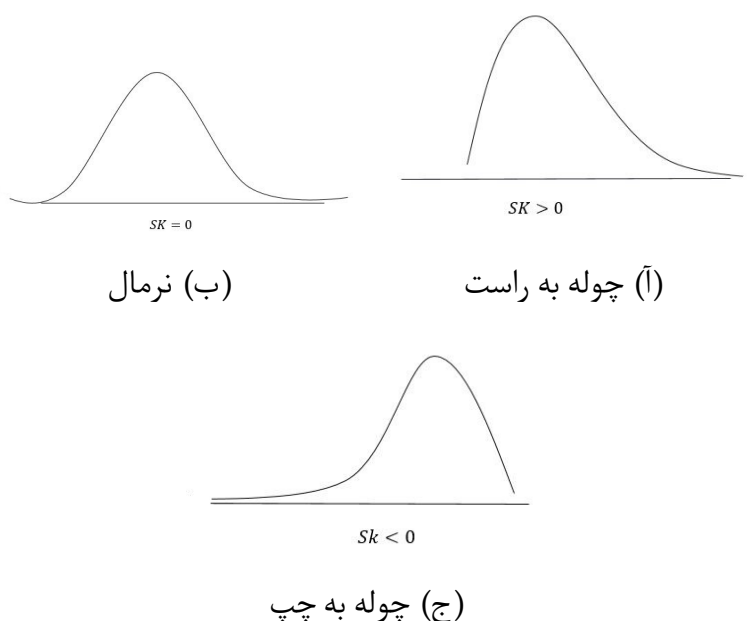 SK > 0
SK = 0
(آ) چوله به راست
(ب) نرمال
Sk < 0
(ج) چوله به چپ